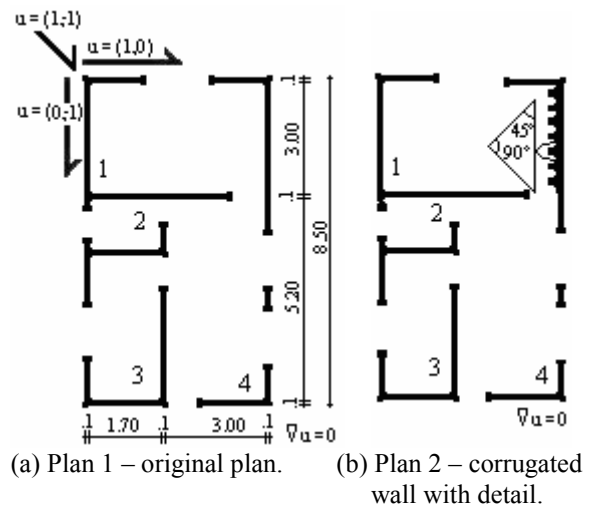 u = (1,-1)
u = (1,0)
u = (0,-1)
1
2
3
4
.1
3.00
.1
5.20
.1
8.50
.1
1.70
.1
3.00
.1
∇u=0
(a) Plan 1 – original plan.
1
2
3
4
45°
90°
∇u=0
(b) Plan 2 – corrugated
wall with detail.